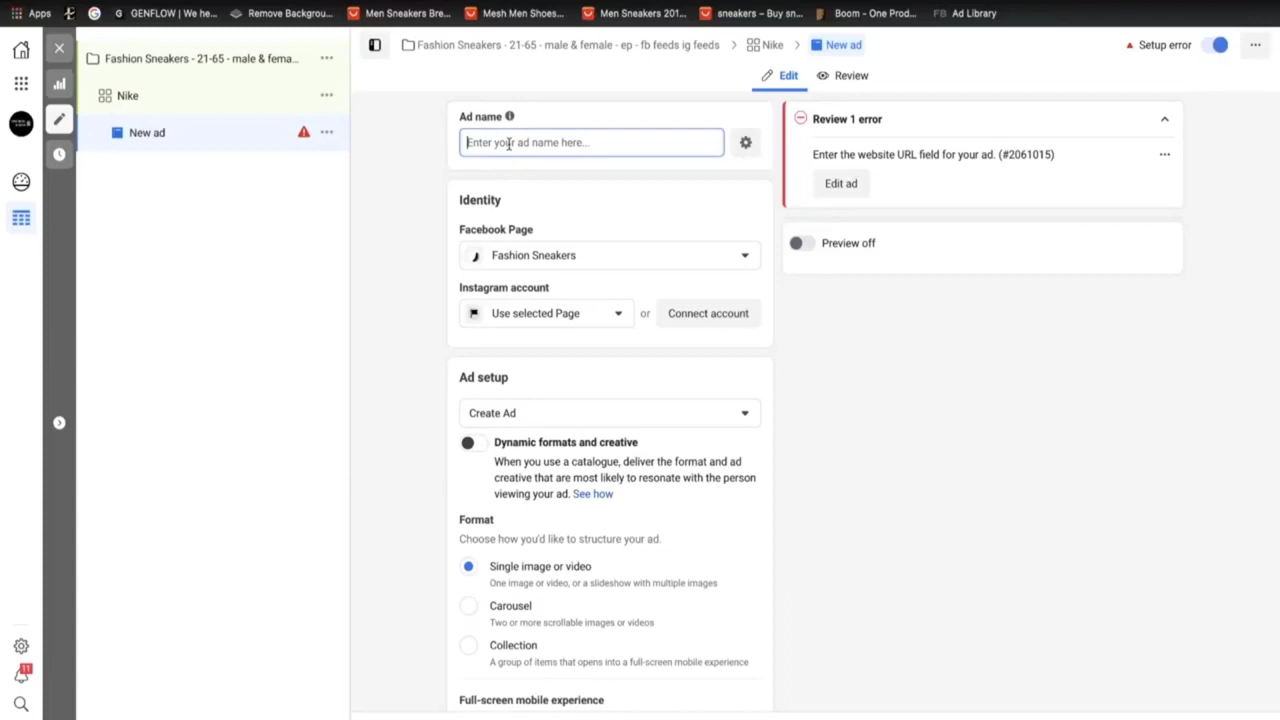 Apps
G
GENFLOW | We he...
Remove Backgrou...
Men Sneakers Bre...
Mesh Men Shoes...
Men Sneakers 201...
sneakers – Buy sn...
Boom - One Prod...
FB Ad Library
Fashion Sneakers - 21-65 - male & fema...
Nike
New ad
Fashion Sneakers - 21-65 - male & female - ep - fb feeds ig feeds
Nike
New ad
Setup error
Edit
Review
Ad name
Enter your ad name here...
Identity
Facebook Page
Fashion Sneakers
Instagram account
Use selected Page
or
Connect account
Ad setup
Create Ad
Dynamic formats and creative
When you use a catalogue, deliver the format and ad
creative that are most likely to resonate with the person
viewing your ad. See how
Format
Choose how you'd like to structure your ad.
Single image or video
One image or video, or a slideshow with multiple images
Carousel
Two or more scrollable images or videos
Collection
A group of items that opens into a full-screen mobile experience
Full-screen mobile experience
Review 1 error
Enter the website URL field for your ad. (#2061015)
Edit ad
Preview off
11